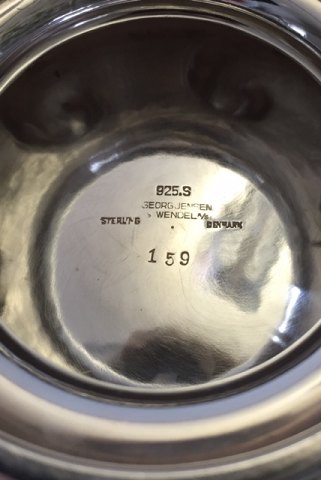 925.S
GEORG JENSEN
& WENDEL A/S.
STERLING DENMARK
159